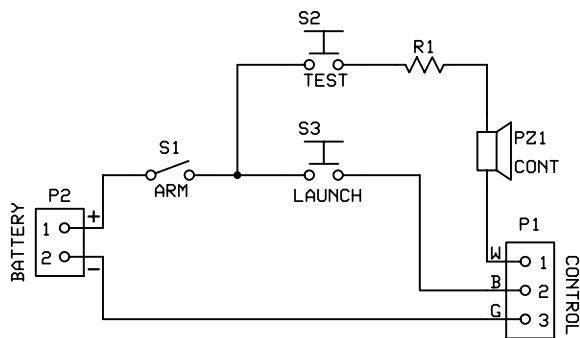 S2
TEST
R1
PZ1
CONT
S1
ARM
S3
LAUNCH
P2
BATTERY
1
2
+
−
P1
W
B
G
1
2
3
CONTROL